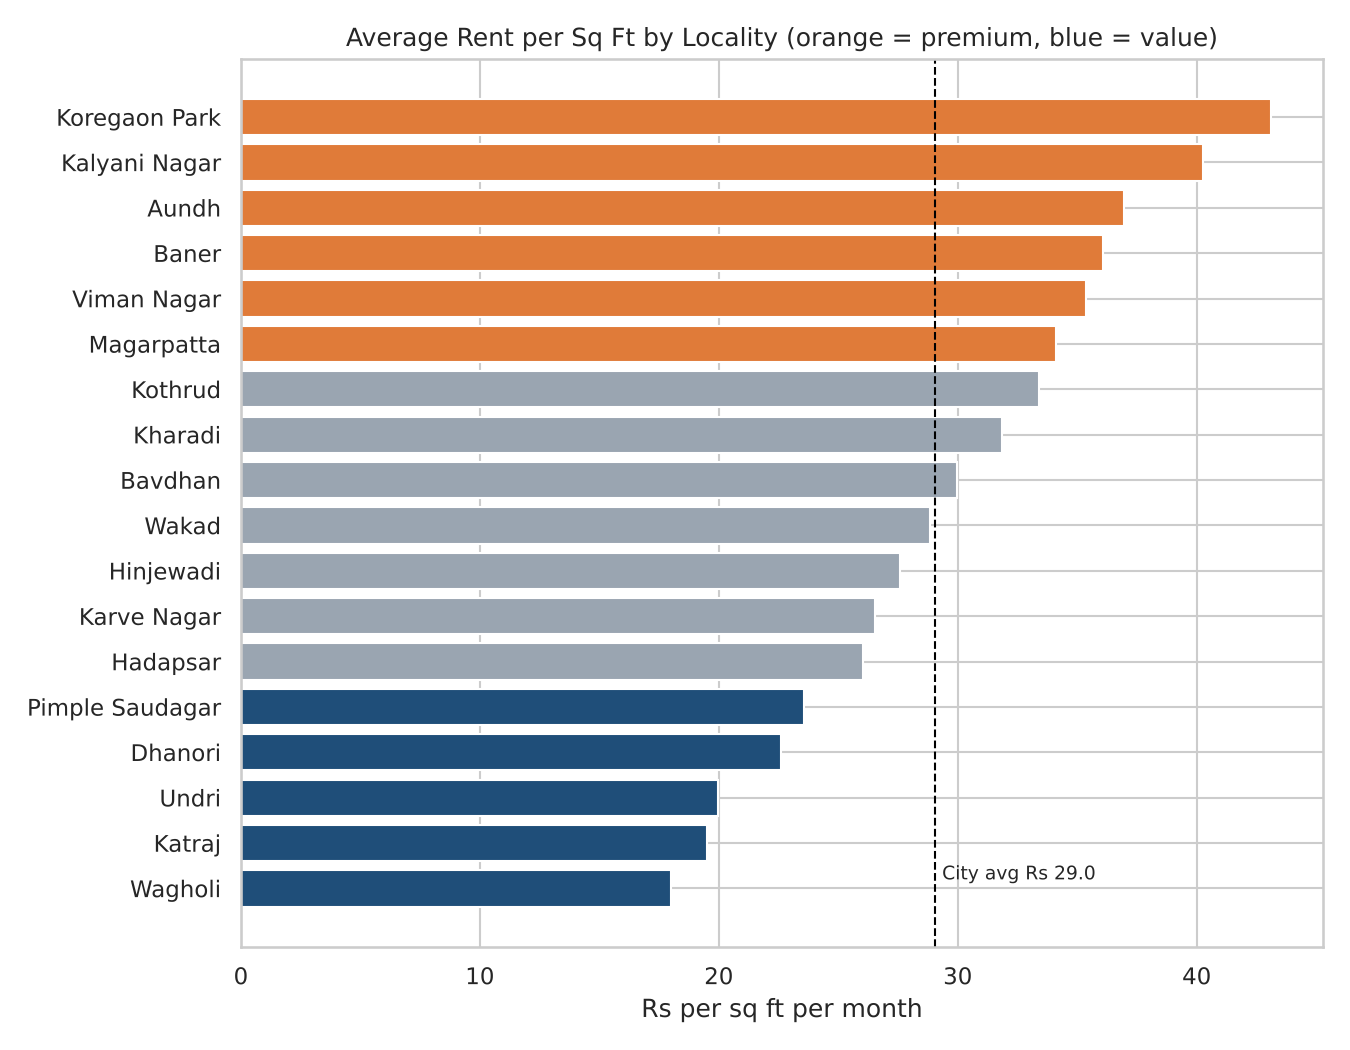 Average Rent per Sq Ft by Locality (orange = premium, blue = value)
Koregaon Park
Kalyani Nagar
Aundh
Baner
Viman Nagar
Magarpatta
Kothrud
Kharadi
Bavdhan
Wakad
Hinjewadi
Karve Nagar
Hadapsar
Pimple Saudagar
Dhanori
Undri
Katraj
City avg Rs 29.0
Wagholi
0 10 20 30 40
Rs per sq ft per month